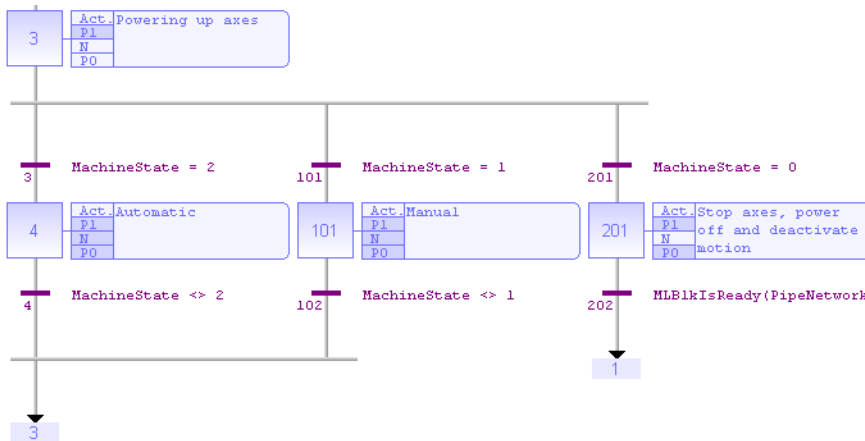 3
Act. Powering up axes
P1
N
P0
3 MachineState = 2
101 MachineState = 1
201 MachineState = 0
4
Act. Automatic
P1
N
P0
101
Act. Manual
P1
N
P0
201
Act. Stop axes, power
P1 off and deactivate
N motion
P0
4 MachineState <> 2
102 MachineState <> 1
202 MLBlkIsReady(PipeNetwork
1
3